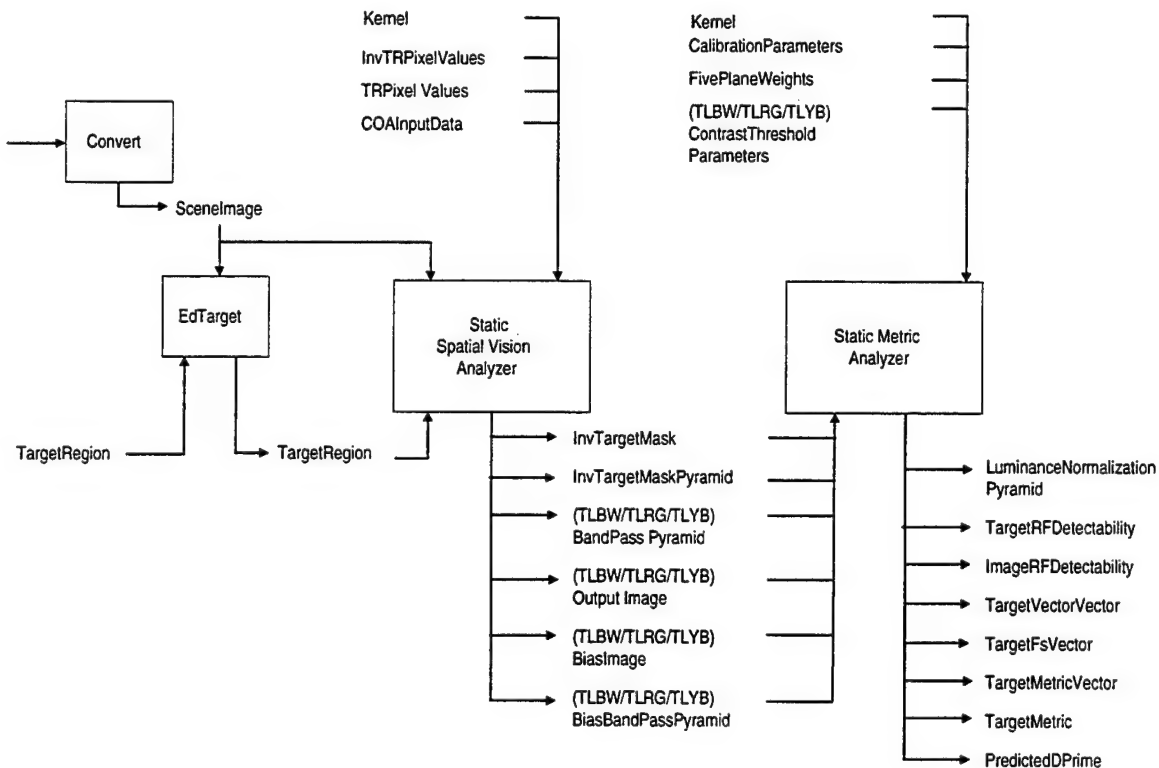 Kernel
InvTRPixelValues
TRPixel Values
COAInputData
Kernel
CalibrationParameters
FivePlaneWeights
(TLBW/TLRG/TLYB)
ContrastThreshold
Parameters
Convert
SceneImage
EdTarget
Static
Spatial Vision
Analyzer
Static Metric
Analyzer
TargetRegion
TargetRegion
InvTargetMask
InvTargetMaskPyramid
(TLBW/TLRG/TLYB)
BandPass Pyramid
(TLBW/TLRG/TLYB)
Output Image
(TLBW/TLRG/TLYB)
BiasImage
(TLBW/TLRG/TLYB)
BiasBandPassPyramid
LuminanceNormalization
Pyramid
TargetRFDetectability
ImageRFDetectability
TargetVectorVector
TargetFsVector
TargetMetricVector
TargetMetric
PredictedDPrime